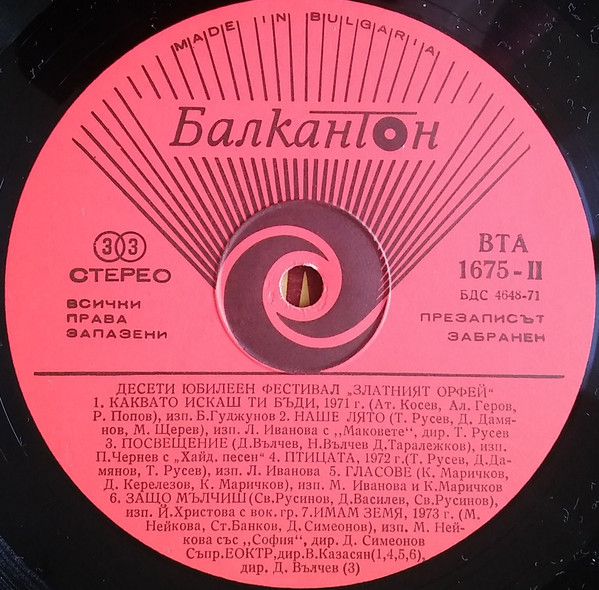 MADE IN BULGARIA
Балкантон
33
СТЕРЕО
ВСИЧКИ
ПРАВА
ЗАПАЗЕНИ
ВТА
1675-II
БДС 4648-71
ПРЕЗАПИСЪТ
ЗАБРАНЕН
ДЕСЕТИ ЮБИЛЕЕН ФЕСТИВАЛ „ЗЛАТНИЯТ ОРФЕЙ“
1. КАКВАТО ИСКАШ ТИ БЪДИ, 1971 г. (Ат. Косев, Ал. Геров,
Р. Попов), изп. Б.Гуджунов 2. НАШЕ ЛЯТО (Т. Русев, Д. Дамя-
нов, М. Щерев), изп. Л. Иванова с „Маковете“, дир. Т. Русев
3. ПОСВЕЩЕНИЕ (Д.Вълчев, Н.Вълчев Д.Таралежков), изп.
П.Чернев с „Хайд. песен“ 4. ПТИЦАТА, 1972 г.(Т. Русев, Д.Да-
мянов, Т. Русев), изп. Л. Иванова 5. ГЛАСОВЕ (К. Маричков,
Д. Керелезов, К. Маричков), изп. М. Иванова и К.Маричков
6. ЗАЩО МЪЛЧИШ (Св.Русинов, Д.Василев, Св.Русинов),
изп. Й.Христова с вок. гр. 7.ИМАМ ЗЕМЯ, 1973 г. (М.
Нейкова, Ст.Банков, Д. Симеонов), изп. М. Ней-
кова със „София“, дир. Д. Симеонов
Съпр.ЕОКТР,дир.В.Казасян(1,4,5,6),
дир. Д. Вълчев (3)